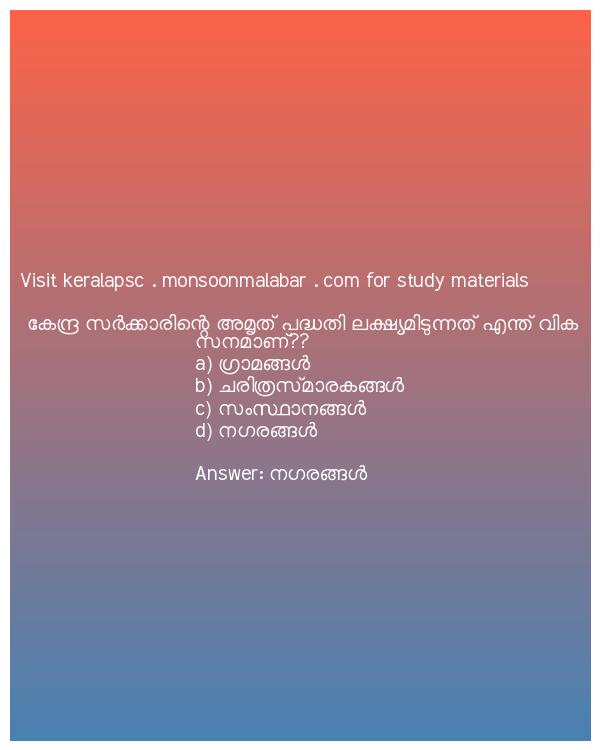 Visit keralapsc . monsoonmalabar . com for study materials
കേന്ദ്ര സർക്കാരിന്റെ അമൃത് പദ്ധതി ലക്ഷ്യമിടുന്നത് എന്ത് വിക
സനമാണ്??
a) ഗ്രാമങ്ങൾ
b) ചരിത്രസ്മാരകങ്ങൾ
c) സംസ്ഥാനങ്ങൾ
d) നഗരങ്ങൾ
Answer: നഗരങ്ങൾ